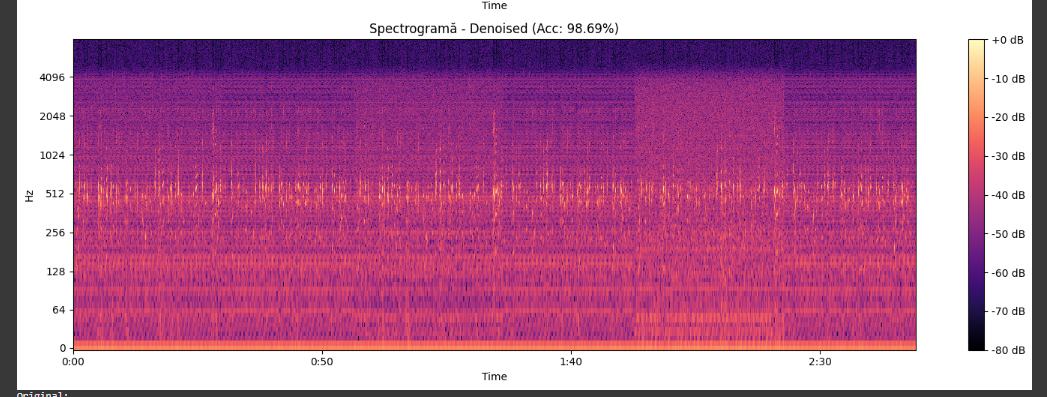 Time
Spectrogramă - Denoised (Acc: 98.69%)
+0 dB
4096
-10 dB
2048
-20 dB
1024
-30 dB
Hz
512
-40 dB
256
-50 dB
128
-60 dB
64
-70 dB
0
-80 dB
0:00 0:50 1:40 2:30
Time
Original: